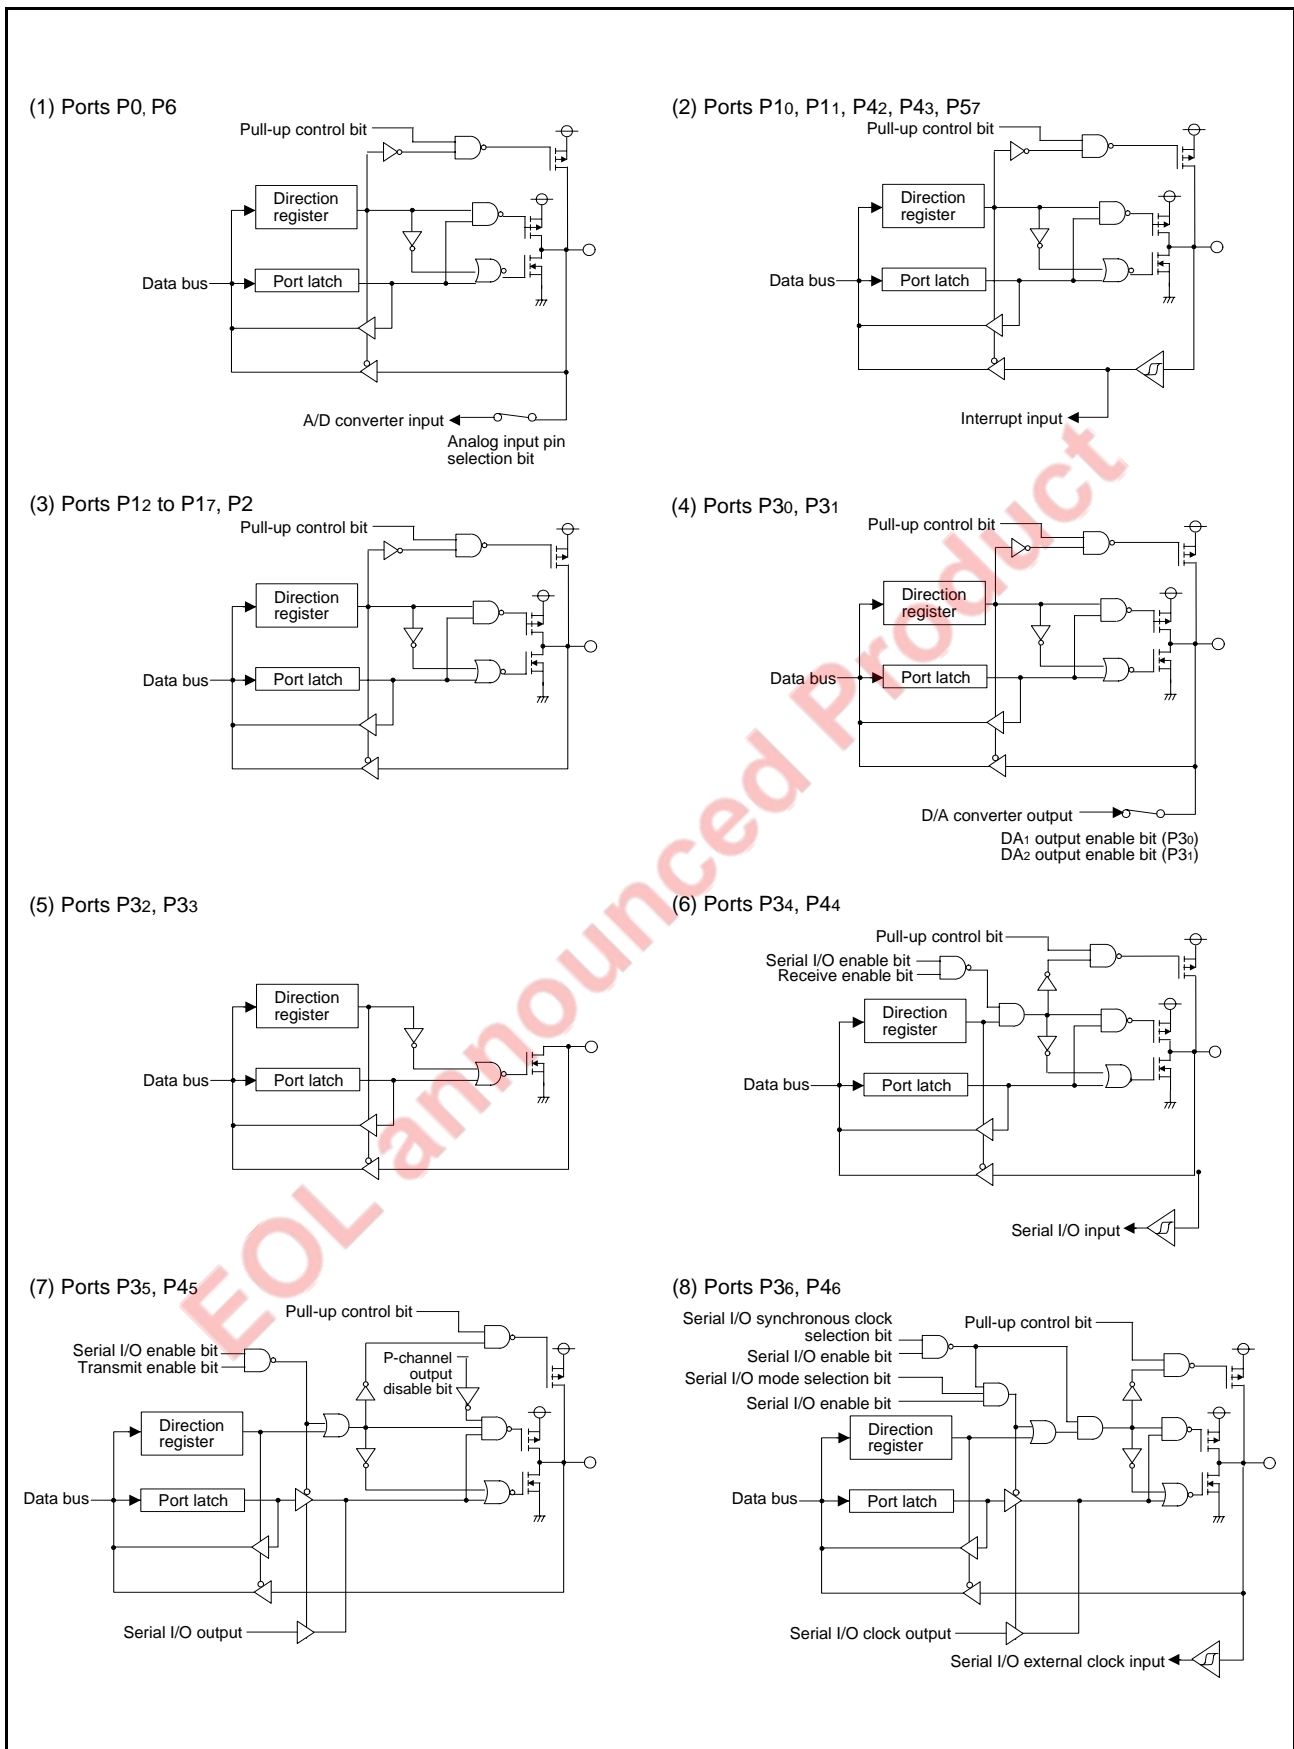 (1) Ports P0, P6
Pull-up control bit
Direction
register
Data bus
Port latch
A/D converter input
Analog input pin
selection bit
(2) Ports P10, P11, P42, P43, P57
Pull-up control bit
Direction
register
Data bus
Port latch
Interrupt input
(3) Ports P12 to P17, P2
Pull-up control bit
Direction
register
Data bus
Port latch
(4) Ports P30, P31
Pull-up control bit
Direction
register
Data bus
Port latch
D/A converter output
DA1 output enable bit (P30)
DA2 output enable bit (P31)
(5) Ports P32, P33
Direction
register
Data bus
Port latch
(6) Ports P34, P44
Pull-up control bit
Serial I/O enable bit
Receive enable bit
Direction
register
Data bus
Port latch
Serial I/O input
(7) Ports P35, P45
Pull-up control bit
Serial I/O enable bit
Transmit enable bit
P-channel
output
disable bit
Direction
register
Data bus
Port latch
Serial I/O output
(8) Ports P36, P46
Serial I/O synchronous clock
selection bit
Serial I/O enable bit
Pull-up control bit
Serial I/O mode selection bit
Serial I/O enable bit
Direction
register
Data bus
Port latch
Serial I/O clock output
Serial I/O external clock input
EOL announced Product